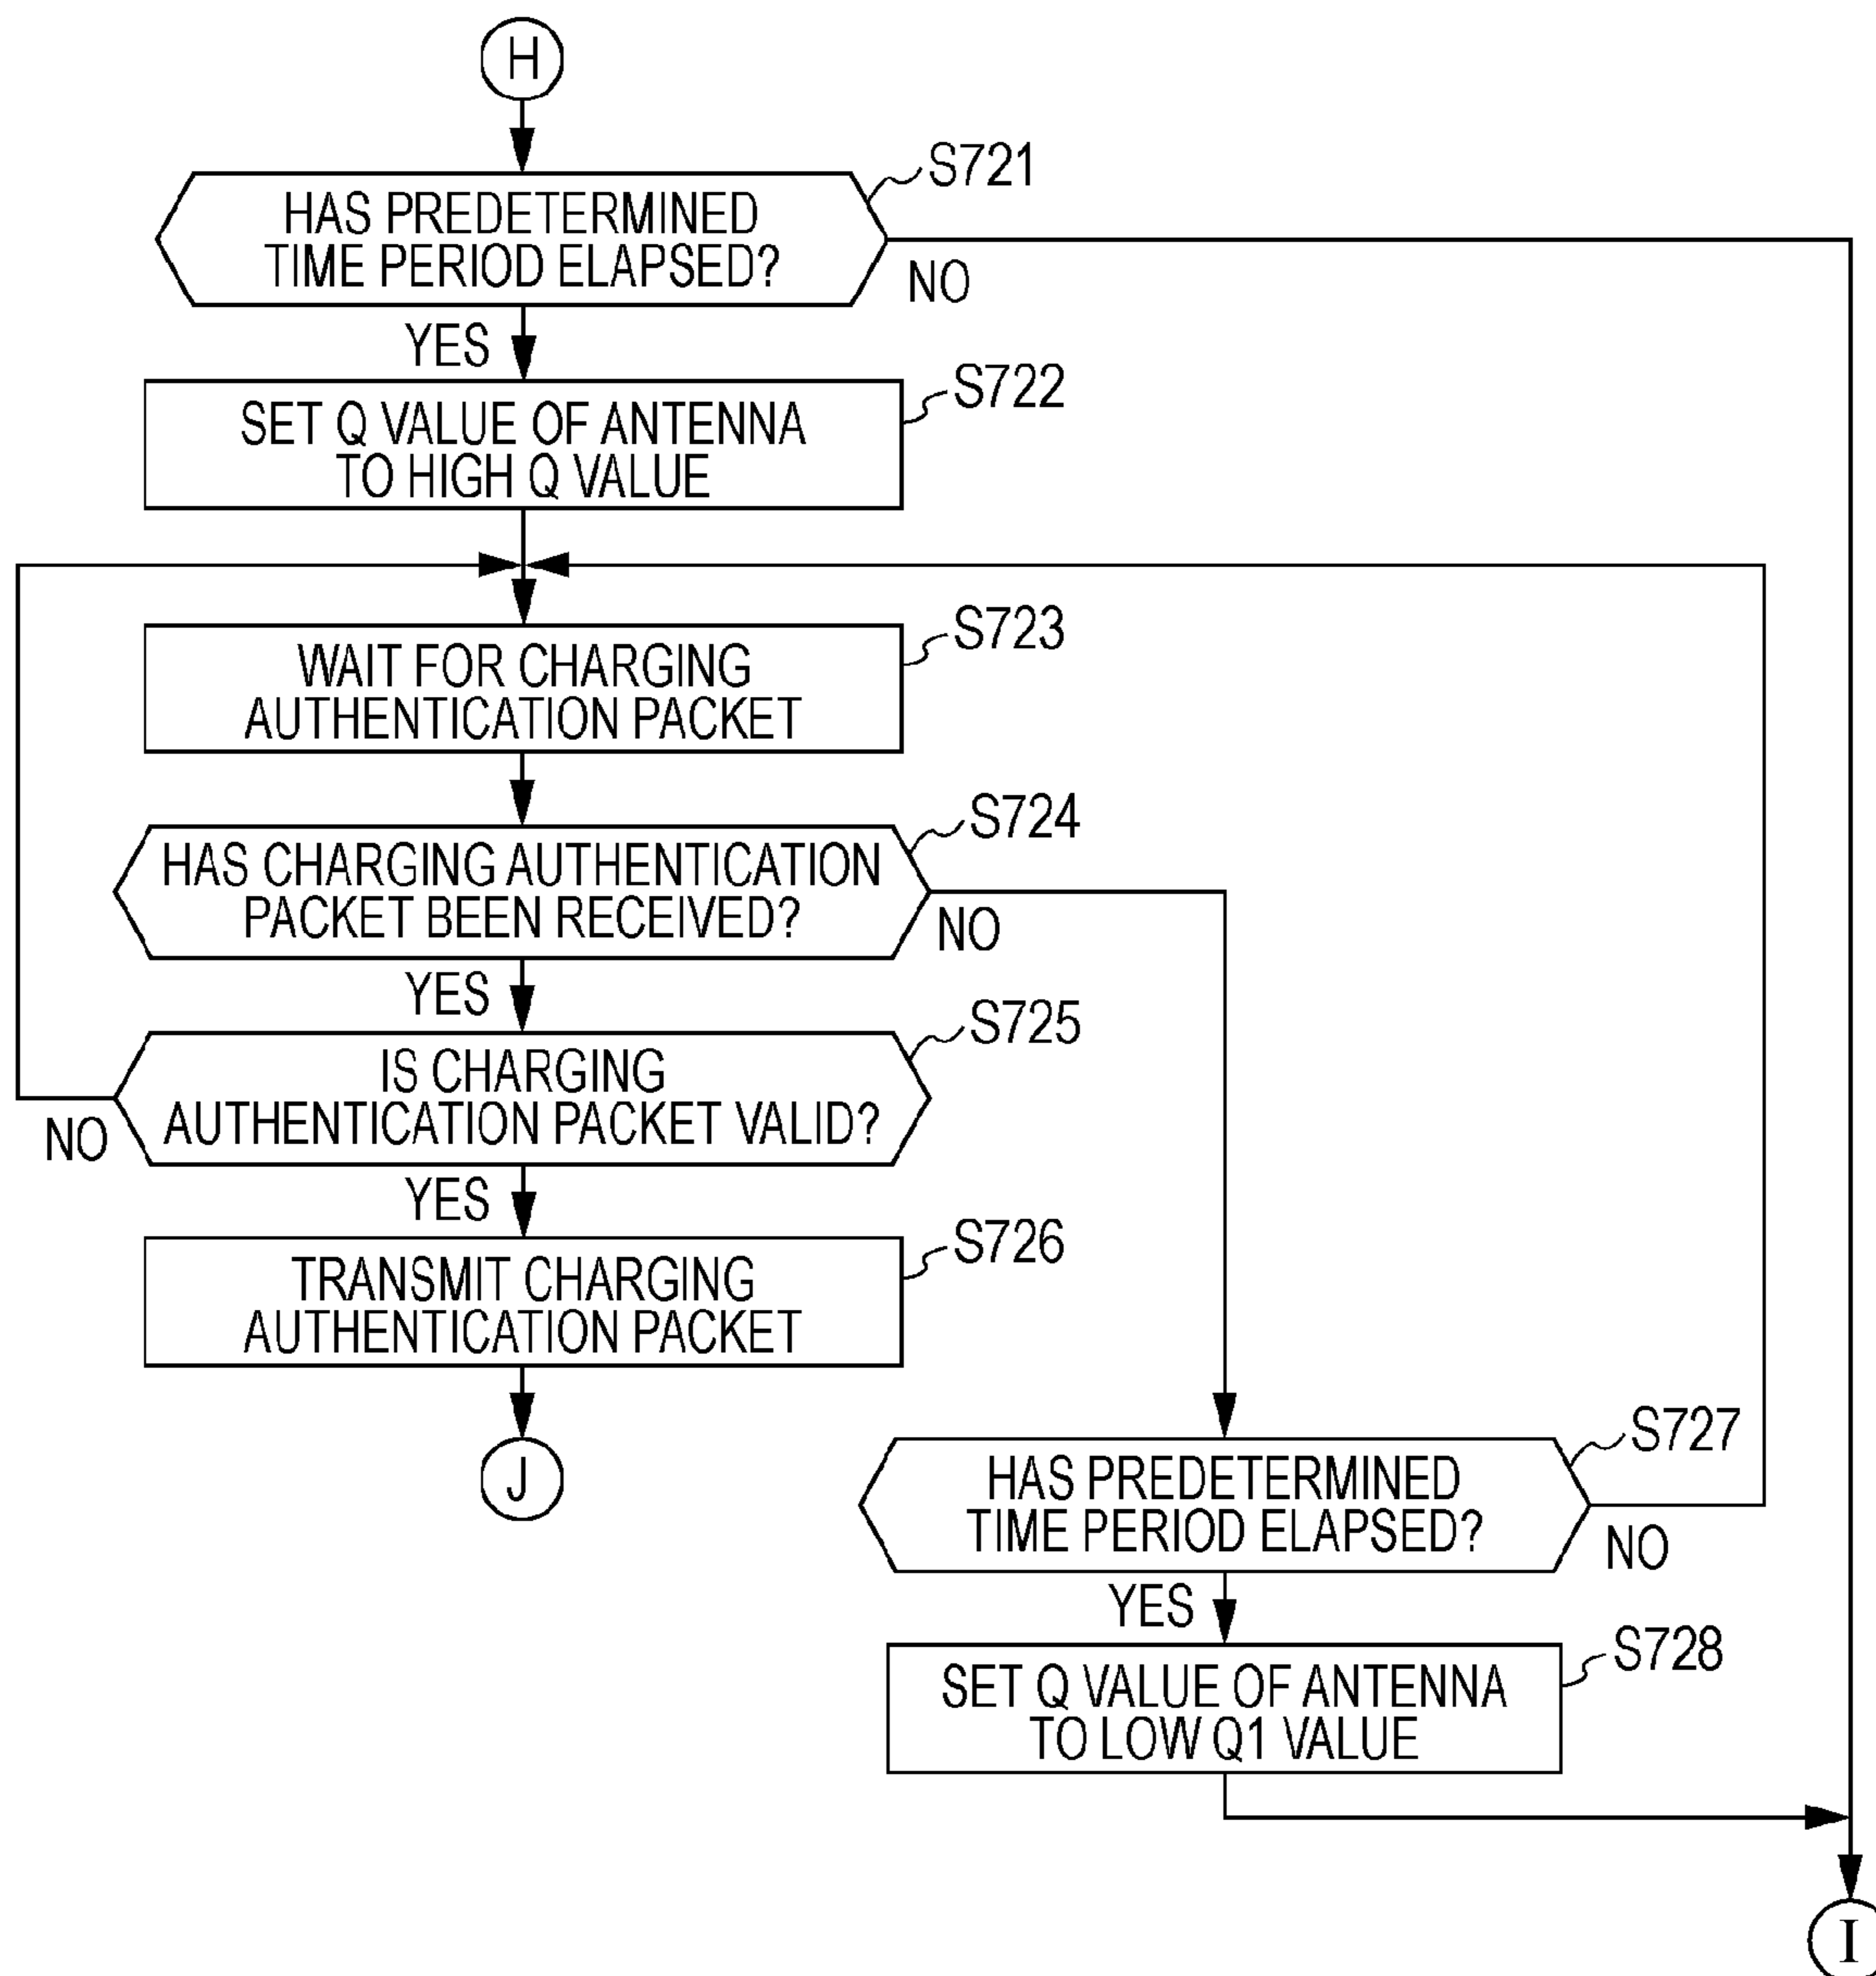 H
S721
HAS PREDETERMINED
TIME PERIOD ELAPSED?
NO
YES
S722
SET Q VALUE OF ANTENNA
TO HIGH Q VALUE
S723
WAIT FOR CHARGING
AUTHENTICATION PACKET
S724
HAS CHARGING AUTHENTICATION
PACKET BEEN RECEIVED?
NO
YES
S725
IS CHARGING
AUTHENTICATION PACKET VALID?
NO
YES
S726
TRANSMIT CHARGING
AUTHENTICATION PACKET
J
S727
HAS PREDETERMINED
TIME PERIOD ELAPSED?
NO
YES
S728
SET Q VALUE OF ANTENNA
TO LOW Q1 VALUE
I